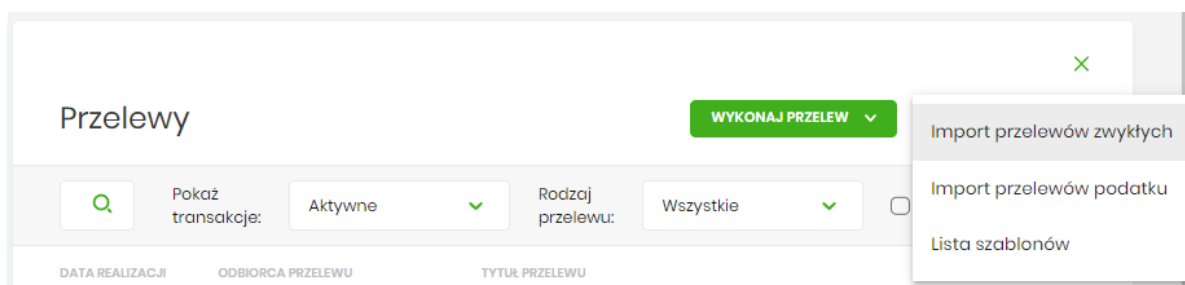 Przelewy
WYKONAJ PRZELEW
Import przelewów zwykłych
Import przelewów podatku
Lista szablonów
Pokaż
transakcje:
Aktywne
Rodzaj
przelewu:
Wszystkie
DATA REALIZACJI
ODBIORCA PRZELEWU
TYTUŁ PRZELEWU